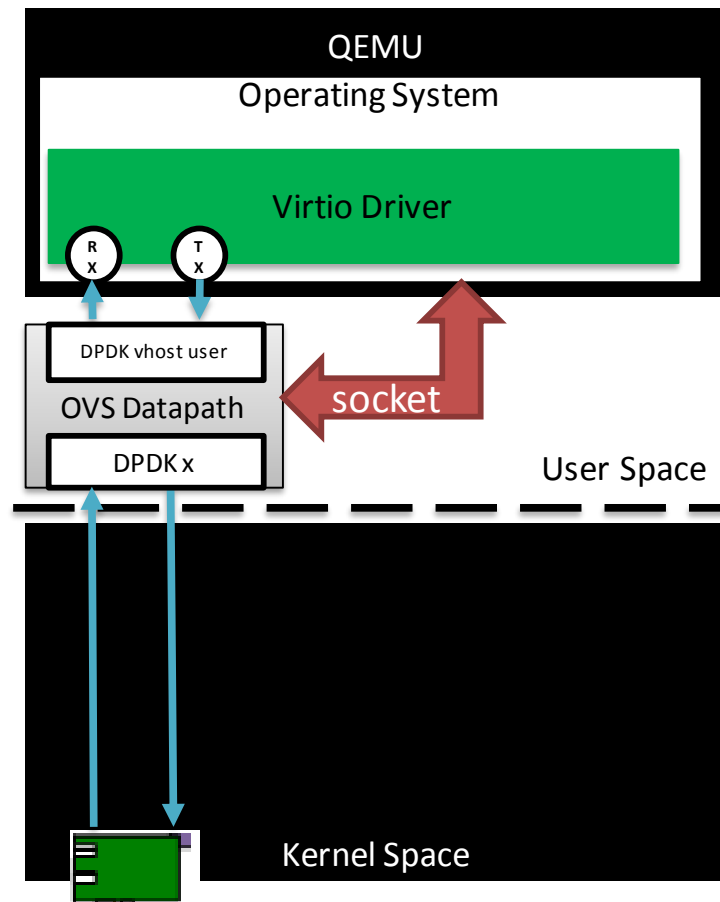 QEMU
Operating System
Virtio Driver
R
X
T
X
DPDK vhost user
OVS Datapath
socket
DPDK x
User Space
Kernel Space